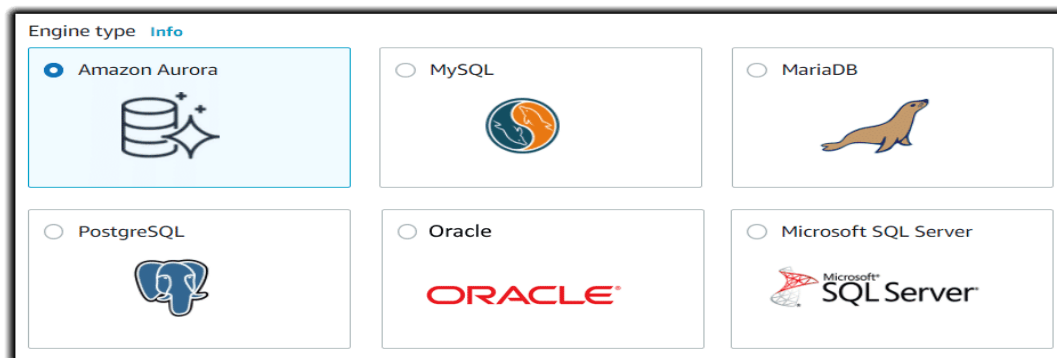 Engine type Info
Amazon Aurora
MySQL
MariaDB
PostgreSQL
Oracle
Microsoft SQL Server
ORACLE
Microsoft
SQL Server